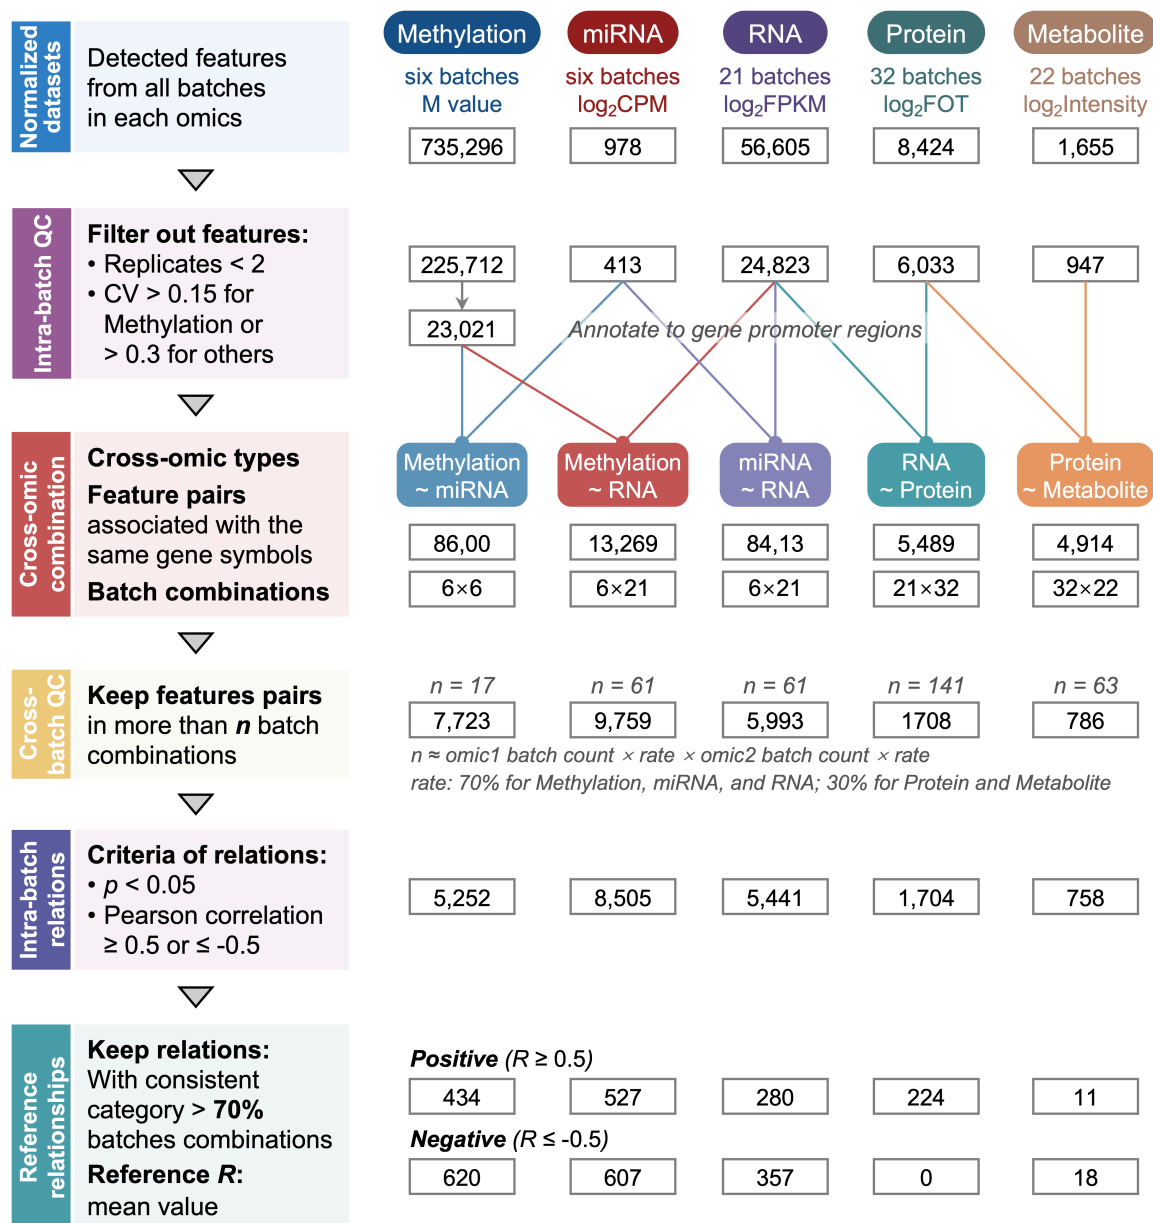 Normalized
datasets
Detected features
from all batches
in each omics
Methylation
miRNA
RNA
Protein
Metabolite
six batches
M value
six batches
log₂CPM
21 batches
log₂FPKM
32 batches
log₂FOT
22 batches
log₂Intensity
735,296
978
56,605
8,424
1,655
Intra-batch QC
Filter out features:
• Replicates < 2
• CV > 0.15 for
Methylation or
> 0.3 for others
225,712
413
24,823
6,033
947
23,021
Annotate to gene promoter regions
Cross-omic
combination
Cross-omic types
Feature pairs
associated with the
same gene symbols
Batch combinations
Methylation
~ miRNA
Methylation
~ RNA
miRNA
~ RNA
RNA
~ Protein
Protein
~ Metabolite
86,00
13,269
84,13
5,489
4,914
6×6
6×21
6×21
21×32
32×22
Cross-
batch QC
Keep features pairs
in more than n batch
combinations
n = 17
n = 61
n = 61
n = 141
n = 63
7,723
9,759
5,993
1708
786
n ≈ omic1 batch count × rate × omic2 batch count × rate
rate: 70% for Methylation, miRNA, and RNA; 30% for Protein and Metabolite
Intra-batch
relations
Criteria of relations:
• p < 0.05
• Pearson correlation
≥ 0.5 or ≤ -0.5
5,252
8,505
5,441
1,704
758
Reference
relationships
Keep relations:
With consistent
category > 70%
batches combinations
Reference R:
mean value
Positive (R ≥ 0.5)
434
527
280
224
11
Negative (R ≤ -0.5)
620
607
357
0
18